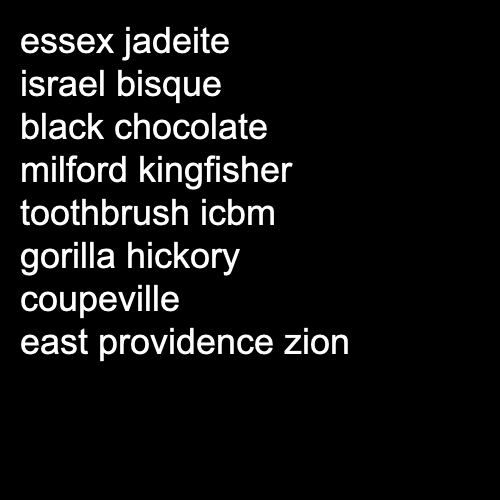 essex jadeite
israel bisque
black chocolate
milford kingfisher
toothbrush icbm
gorilla hickory
coupeville
east providence zion